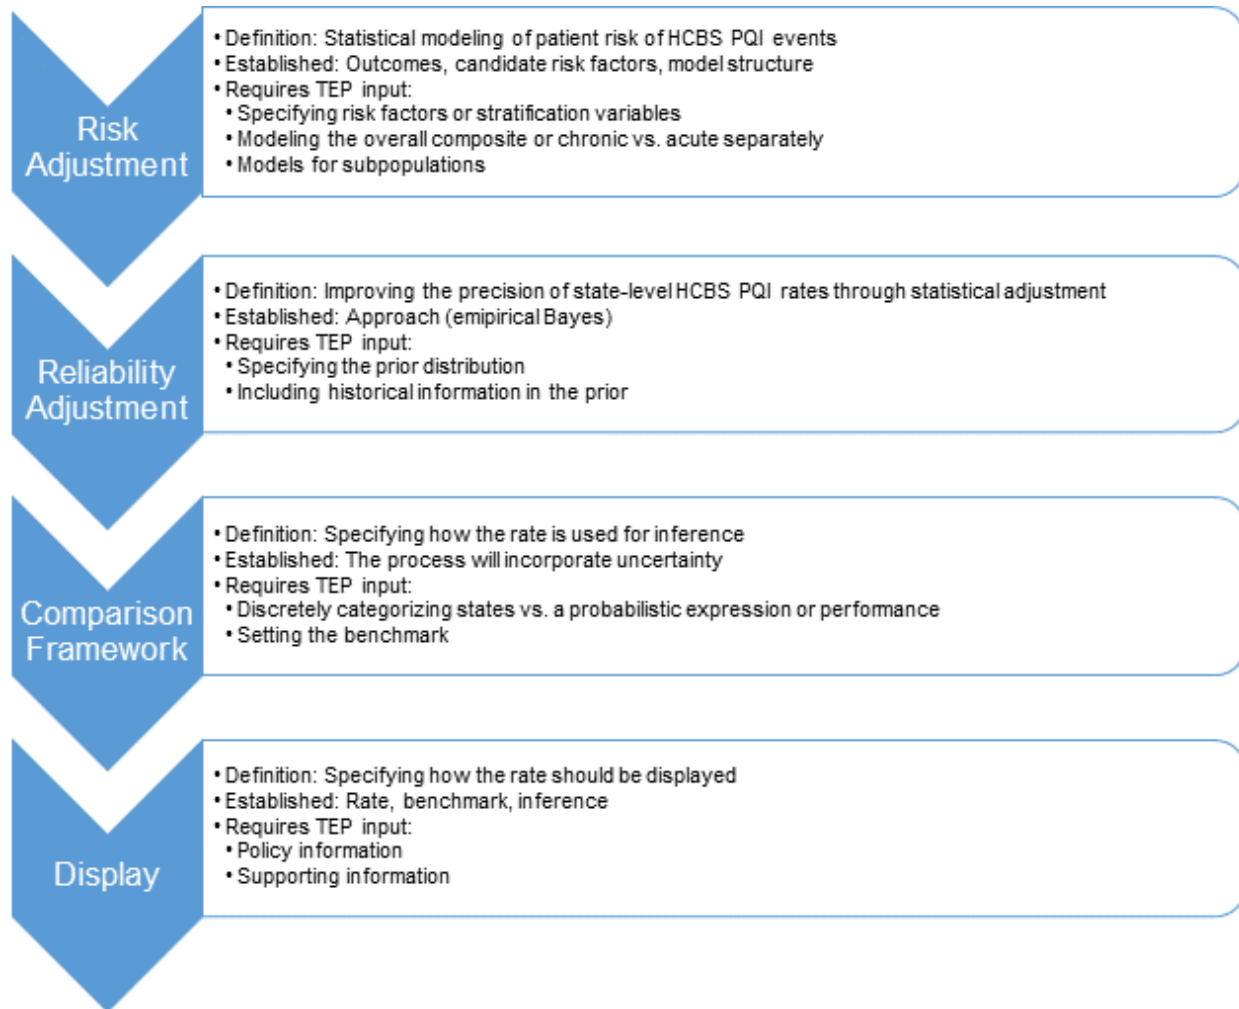 Risk
Adjustment
• Definition: Statistical modeling of patient risk of HCBS PQI events
• Established: Outcomes, candidate risk factors, model structure
• Requires TEP input:
• Specifying risk factors or stratification variables
• Modeling the overall composite or chronic vs. acute separately
• Models for subpopulations
Reliability
Adjustment
• Definition: Improving the precision of state-level HCBS PQI rates through statistical adjustment
• Established: Approach (emipirical Bayes)
• Requires TEP input:
• Specifying the prior distribution
• Including historical information in the prior
Comparison
Framework
• Definition: Specifying how the rate is used for inference
• Established: The process will incorporate uncertainty
• Requires TEP input:
• Discretely categorizing states vs. a probabilistic expression or performance
• Setting the benchmark
Display
• Definition: Specifying how the rate should be displayed
• Established: Rate, benchmark, inference
• Requires TEP input:
• Policy information
• Supporting information